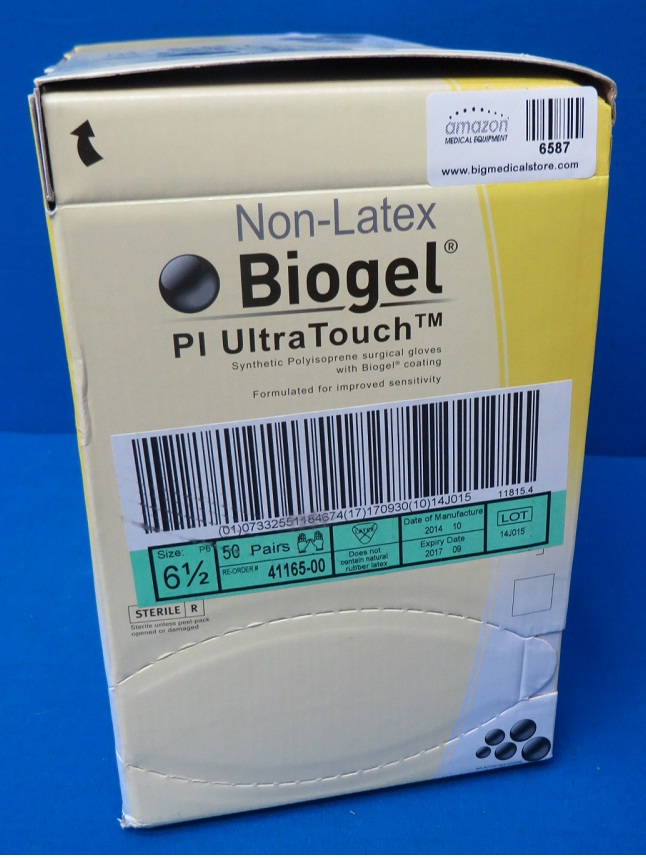 amazon
MEDICAL EQUIPMENT
6587
www.bigmedicalstore.com
Non-Latex
Biogel®
PI UltraTouch™
Synthetic Polyisoprene surgical gloves
with Biogel® coating
Formulated for improved sensitivity
(01)07332551184674(17)170930(10)14J015
11815.4
Size: PB
6½
50 Pairs
RE-ORDER# 41165-00
LATEX
Does not
contain natural
rubber latex
Date of Manufacture
2014 10
Expiry Date
2017 09
LOT
14J015
STERILE R
Sterile unless peel-pack
opened or damaged